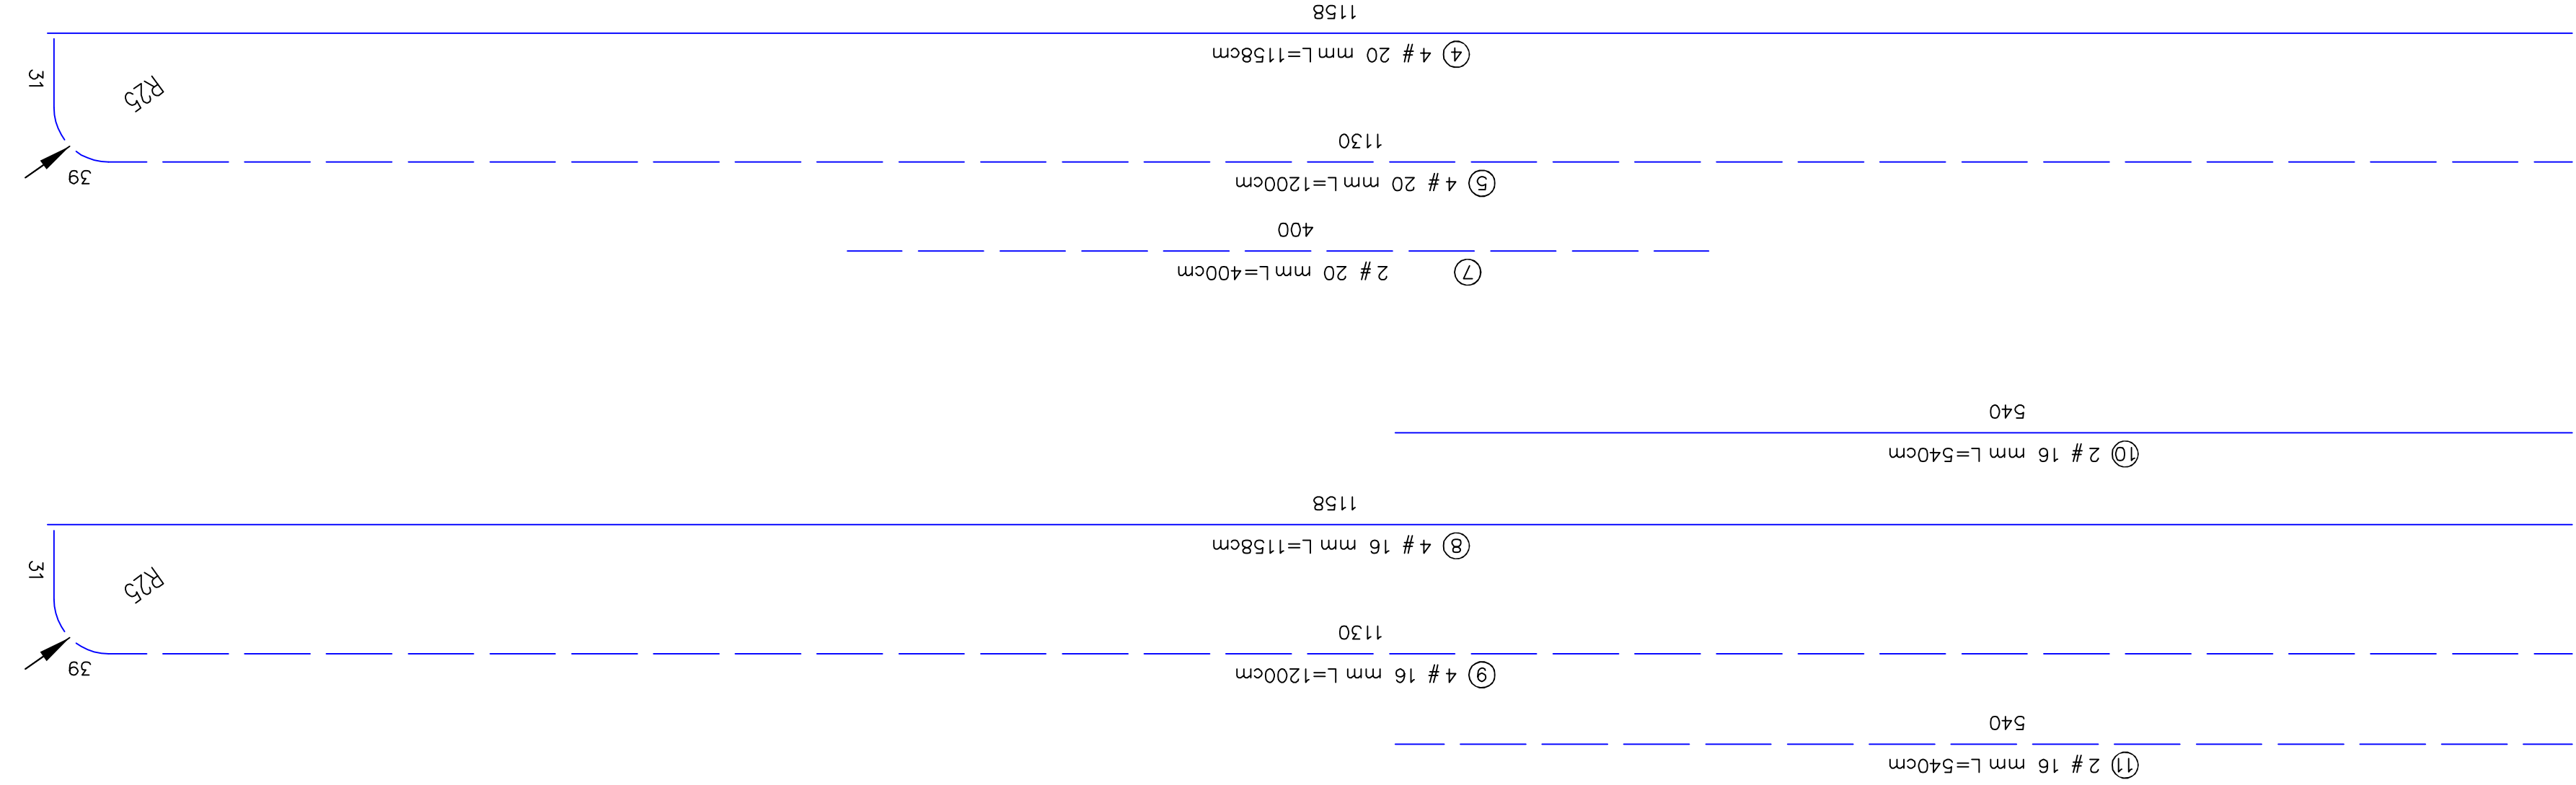 ⑪ 2 # 16 mm L=540cm
540
⑨ 4 # 16 mm L=1200cm
39
1130
R25
31
⑧ 4 # 16 mm L=1158cm
1158
⑩ 2 # 16 mm L=540cm
540
⑦ 2 # 20 mm L=400cm
400
⑤ 4 # 20 mm L=1200cm
39
1130
R25
31
④ 4 # 20 mm L=1158cm
1158